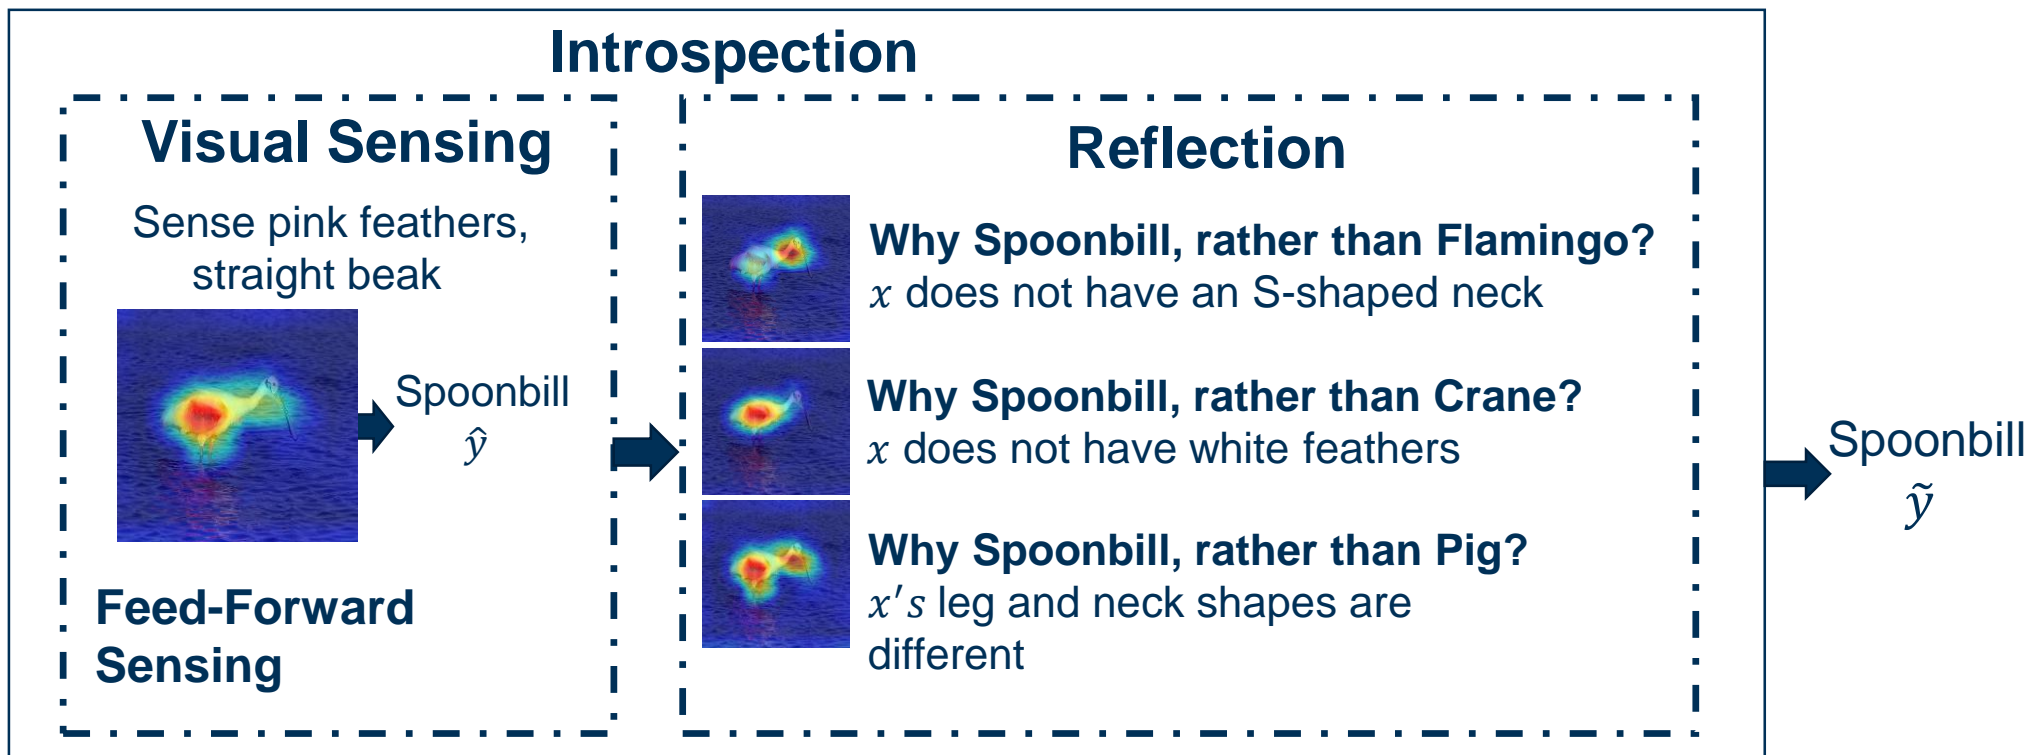 Introspection
Visual Sensing
Sense pink feathers,
straight beak
Spoonbill
ŷ
Feed-Forward
Sensing
Reflection
Why Spoonbill, rather than Flamingo?
x does not have an S-shaped neck
Why Spoonbill, rather than Crane?
x does not have white feathers
Why Spoonbill, rather than Pig?
x's leg and neck shapes are
different
Spoonbill
ỹ